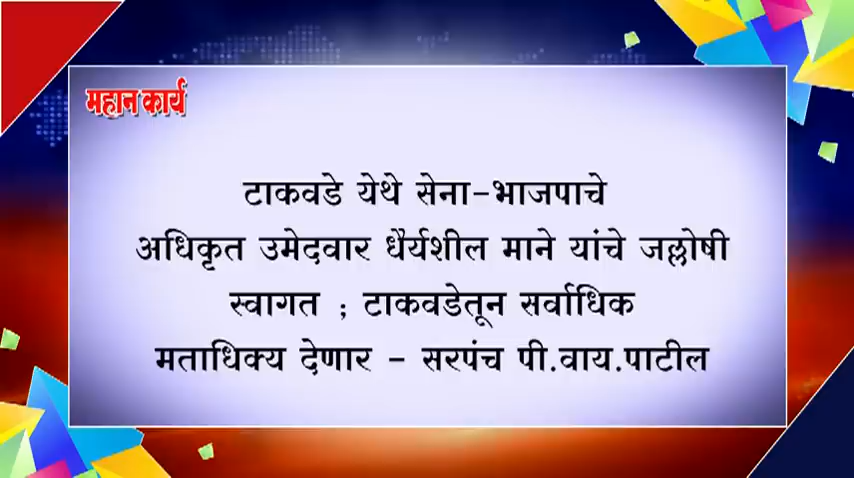 महान कार्य
टाकवडे येथे सेना-भाजपाचे
अधिकृत उमेदवार धैर्यशील माने यांचे जल्लोषी
स्वागत ; टाकवडेतून सर्वाधिक
मताधिक्य देणार - सरपंच पी.वाय.पाटील